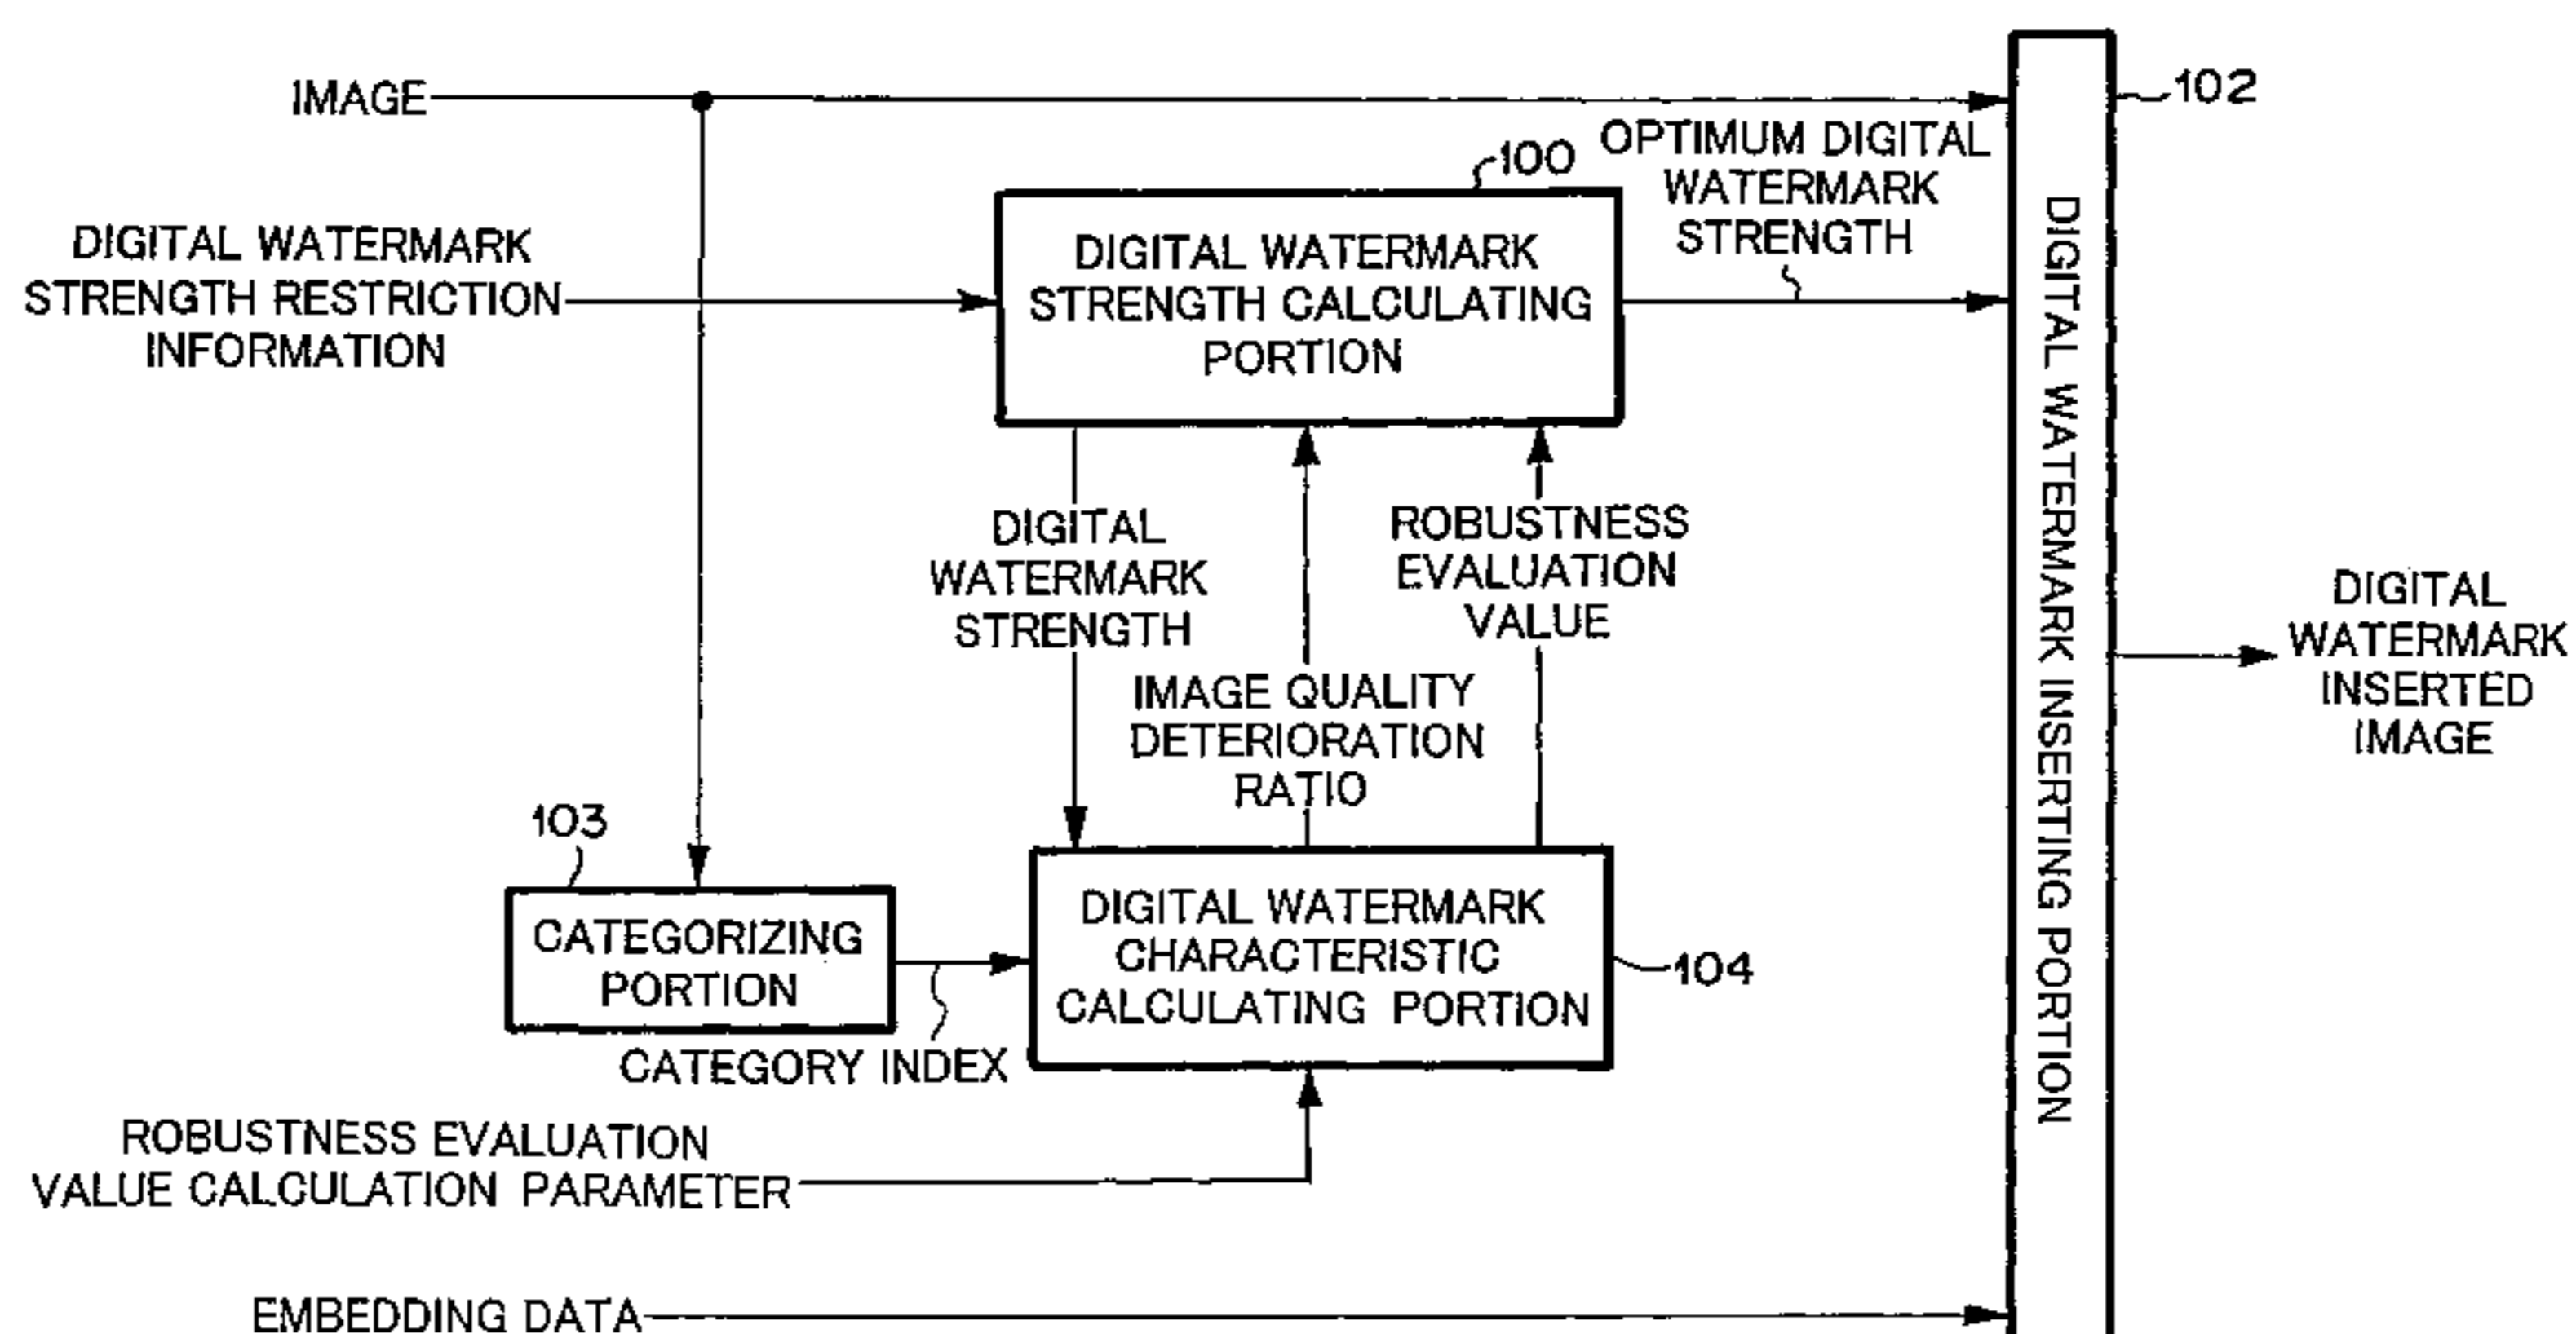 IMAGE
102
OPTIMUM DIGITAL
WATERMARK
STRENGTH
100
DIGITAL WATERMARK
STRENGTH RESTRICTION
INFORMATION
DIGITAL WATERMARK
STRENGTH CALCULATING
PORTION
DIGITAL
WATERMARK
STRENGTH
IMAGE QUALITY
DETERIORATION
RATIO
ROBUSTNESS
EVALUATION
VALUE
DIGITAL WATERMARK INSERTING PORTION
DIGITAL
WATERMARK
INSERTED
IMAGE
103
CATEGORIZING
PORTION
CATEGORY INDEX
DIGITAL WATERMARK
CHARACTERISTIC
CALCULATING PORTION
104
ROBUSTNESS EVALUATION
VALUE CALCULATION PARAMETER
EMBEDDING DATA